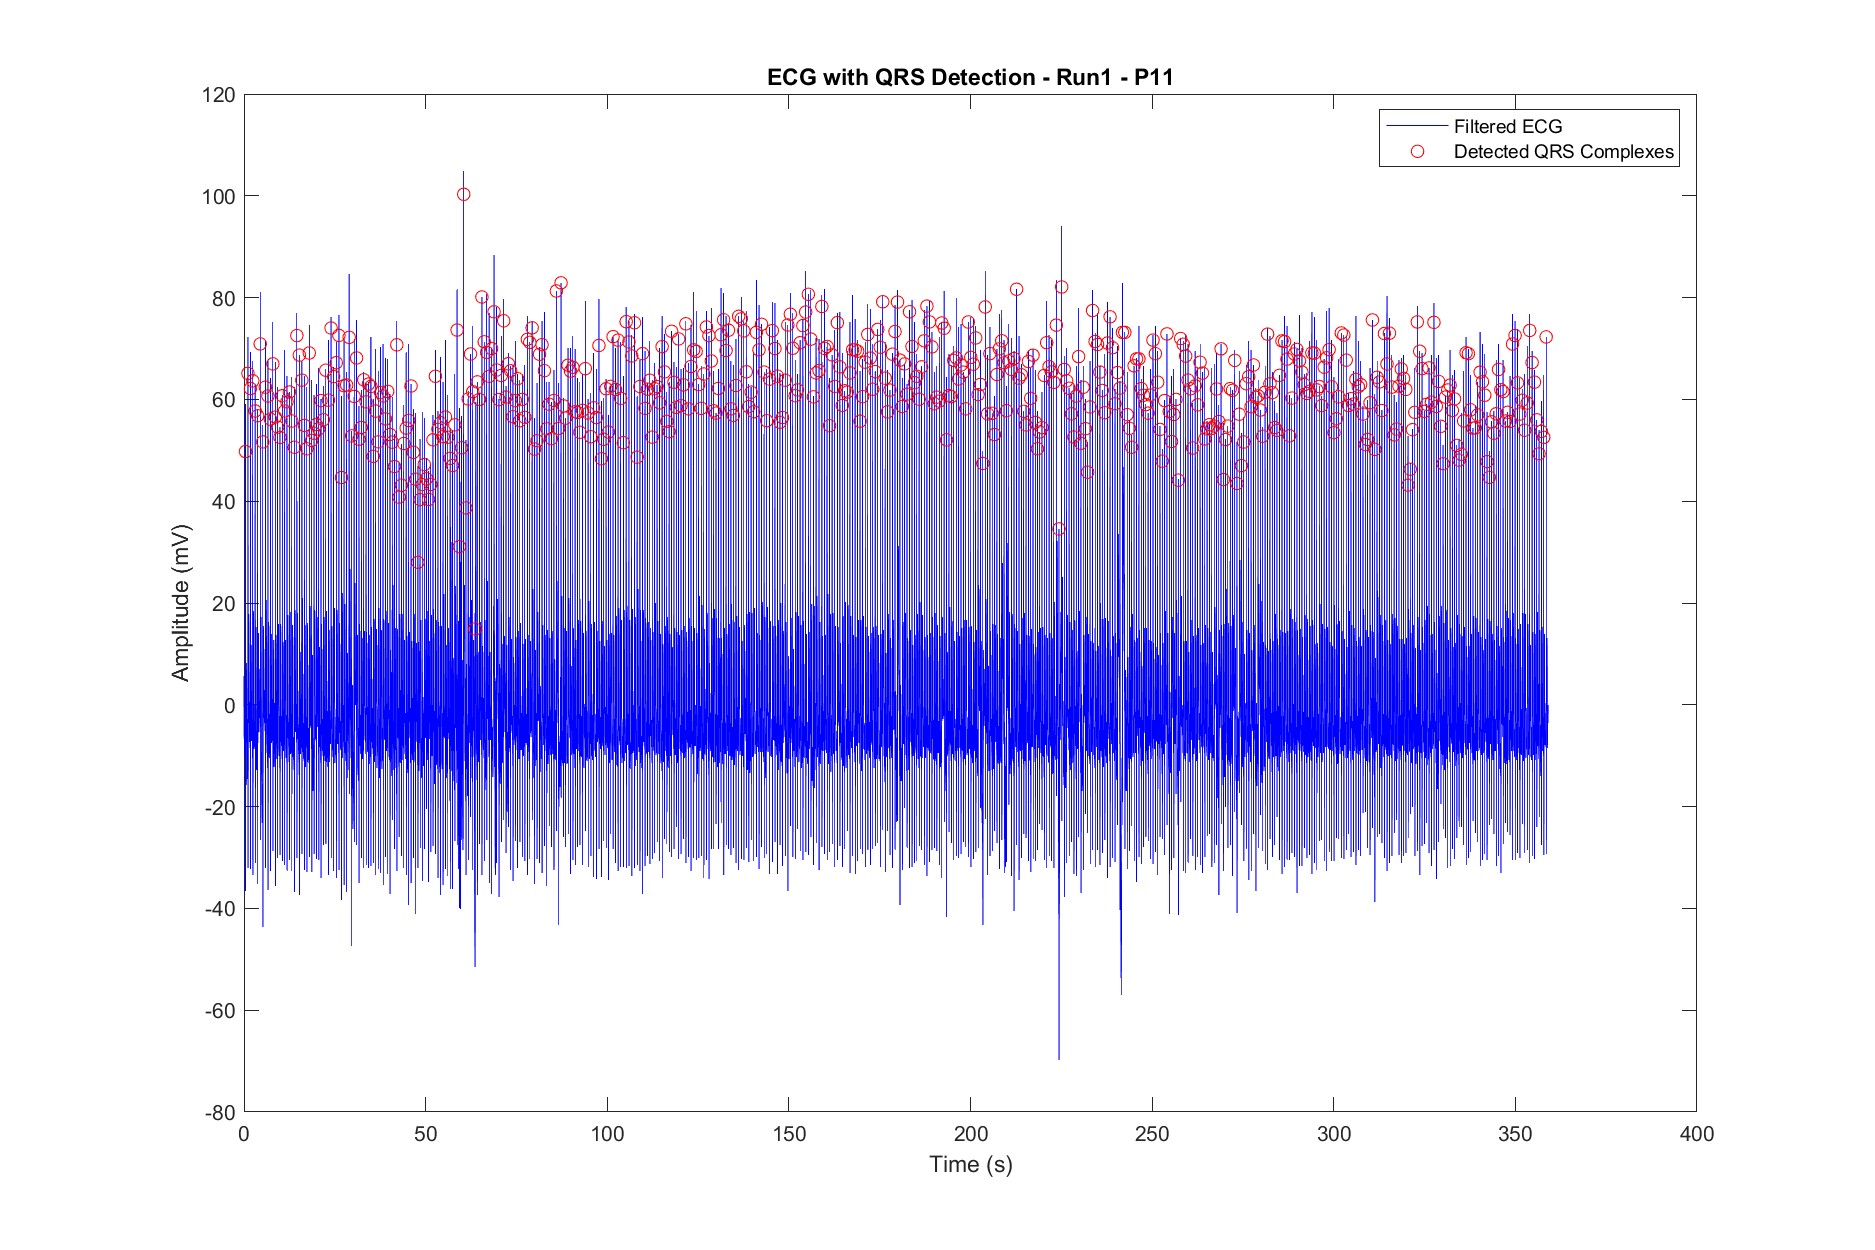 ECG with QRS Detection - Run1 - P11
Filtered ECG
Detected QRS Complexes
120
100
80
60
40
20
0
-20
-40
-60
-80
Amplitude (mV)
0 50 100 150 200 250 300 350 400
Time (s)